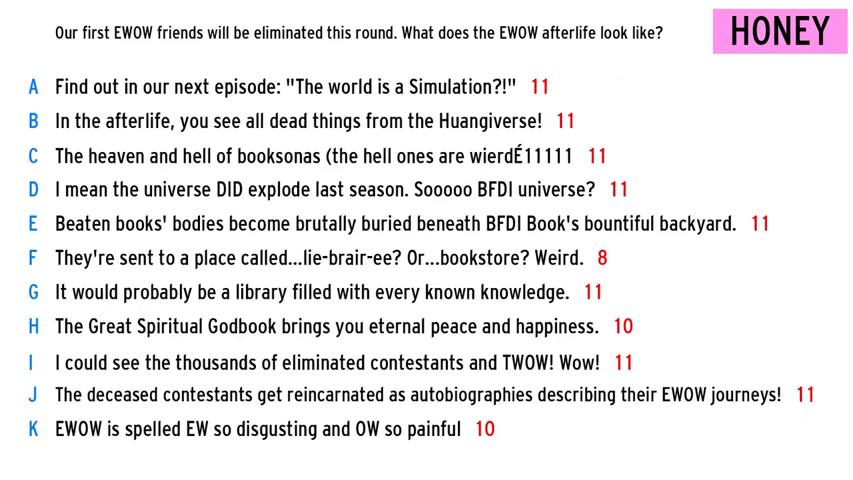 Our first EWOW friends will be eliminated this round. What does the EWOW afterlife look like?
HONEY
A Find out in our next episode: "The world is a Simulation?!" 11
B In the afterlife, you see all dead things from the Huangiverse! 11
C The heaven and hell of booksonas (the hell ones are wierdÉ11111 11
D I mean the universe DID explode last season. Sooooo BFDI universe? 11
E Beaten books' bodies become brutally buried beneath BFDI Book's bountiful backyard. 11
F They're sent to a place called...lie-brair-ee? Or...bookstore? Weird. 8
G It would probably be a library filled with every known knowledge. 11
H The Great Spiritual Godbook brings you eternal peace and happiness. 10
I I could see the thousands of eliminated contestants and TWOW! Wow! 11
J The deceased contestants get reincarnated as autobiographies describing their EWOW journeys! 11
K EWOW is spelled EW so disgusting and OW so painful 10